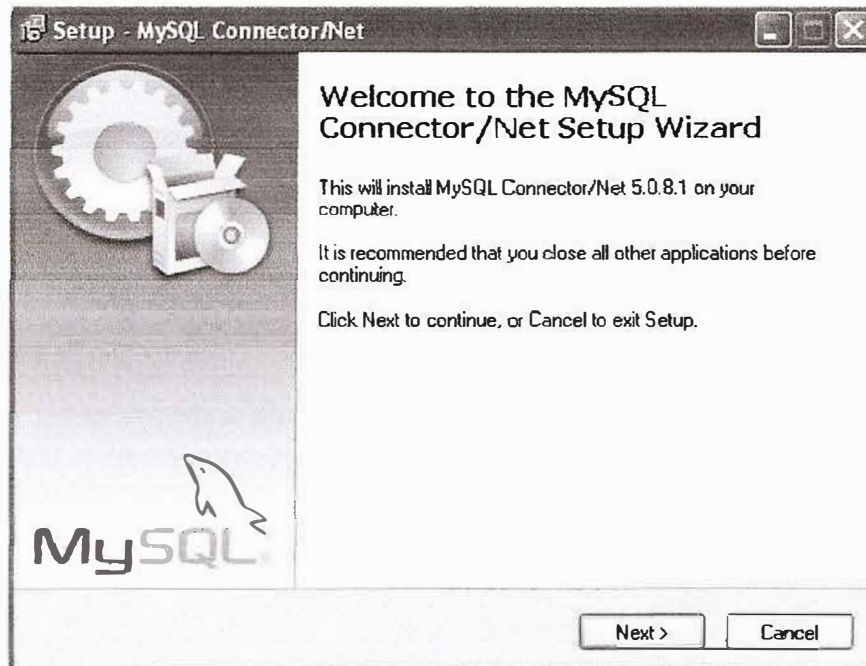 Setup - MySQL Connector/Net
Welcome to the MySQL
Connector/Net Setup Wizard
This will install MySQL Connector/Net 5.0.8.1 on your
computer.
It is recommended that you close all other applications before
continuing.
Click Next to continue, or Cancel to exit Setup.
MySQL
Next >
Cancel